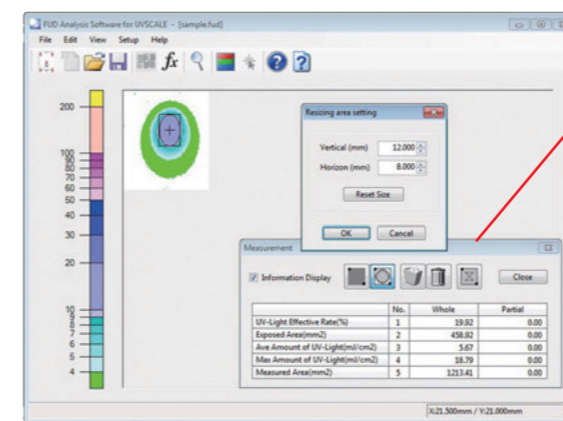 FUD Analysis Software for UVSCALE - [sample.fud]
File Edit View Setup Help
fx
200
100
90
80
70
60
50
40
30
20
10
9
8
7
6
5
4
Resizing area setting
Vertical (mm) 12.000
Horizon (mm) 8.000
Reset Size
OK Cancel
Measurement
Information Display Close
No. Whole Partial
UV-Light Effective Rate(%) 1 19.92 0.00
Exposed Area(mm2) 2 458.92 0.00
Ave Amount of UV-Light(mJ/cm2) 3 5.67 0.00
Max Amount of UV-Light(mJ/cm2) 4 18.79 0.00
Measured Area(mm2) 5 1213.41 0.00
X:21.500mm / Y:21.000mm